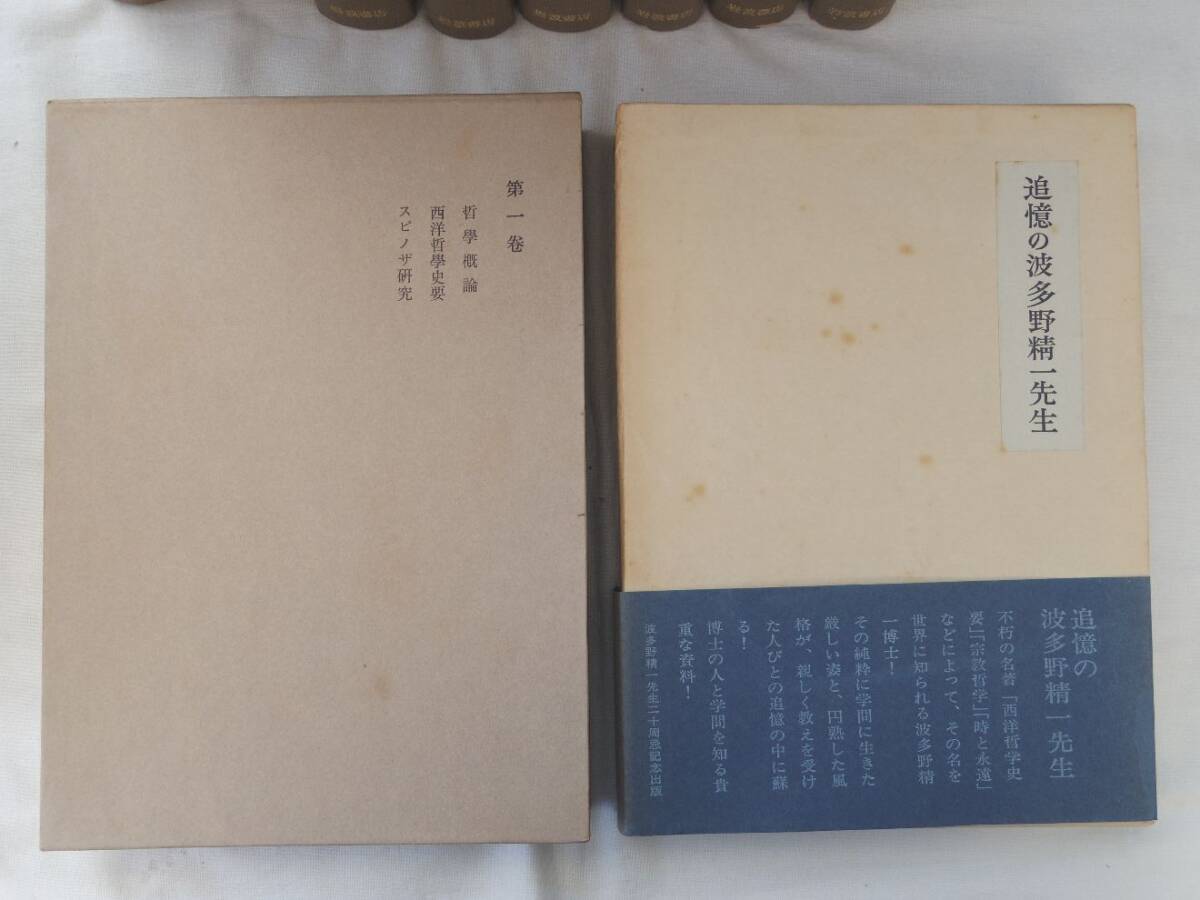 第一卷
哲學概論
西洋哲學史要
スピノザ研究
追憶の波多野精一先生
追憶の
波多野精一先生
不朽の名著「西洋哲学史
要」「宗教哲学」「時と永遠」
などによって、その名を
世界に知られる波多野精
一博士！
その純粋に学問に生きた
厳しい姿と、円熟した風
格が、親しく教えを受け
た人びとの追憶の中に蘇
る！
博士の人と学問を知る貴
重な資料！
波多野精一先生二十周忌記念出版